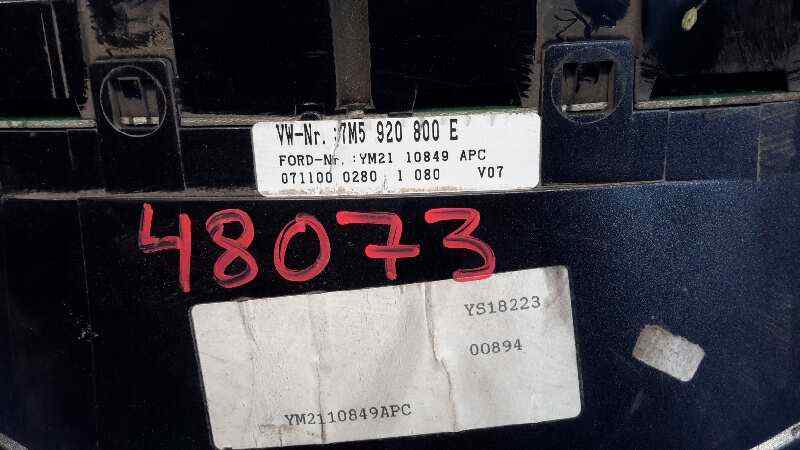 VW-Nr. :7M5 920 800 E
FORD-Nr. :YM21 10849 APC
071100 0280 1 080 V07
48073
YS18223
00894
YM2110849APC